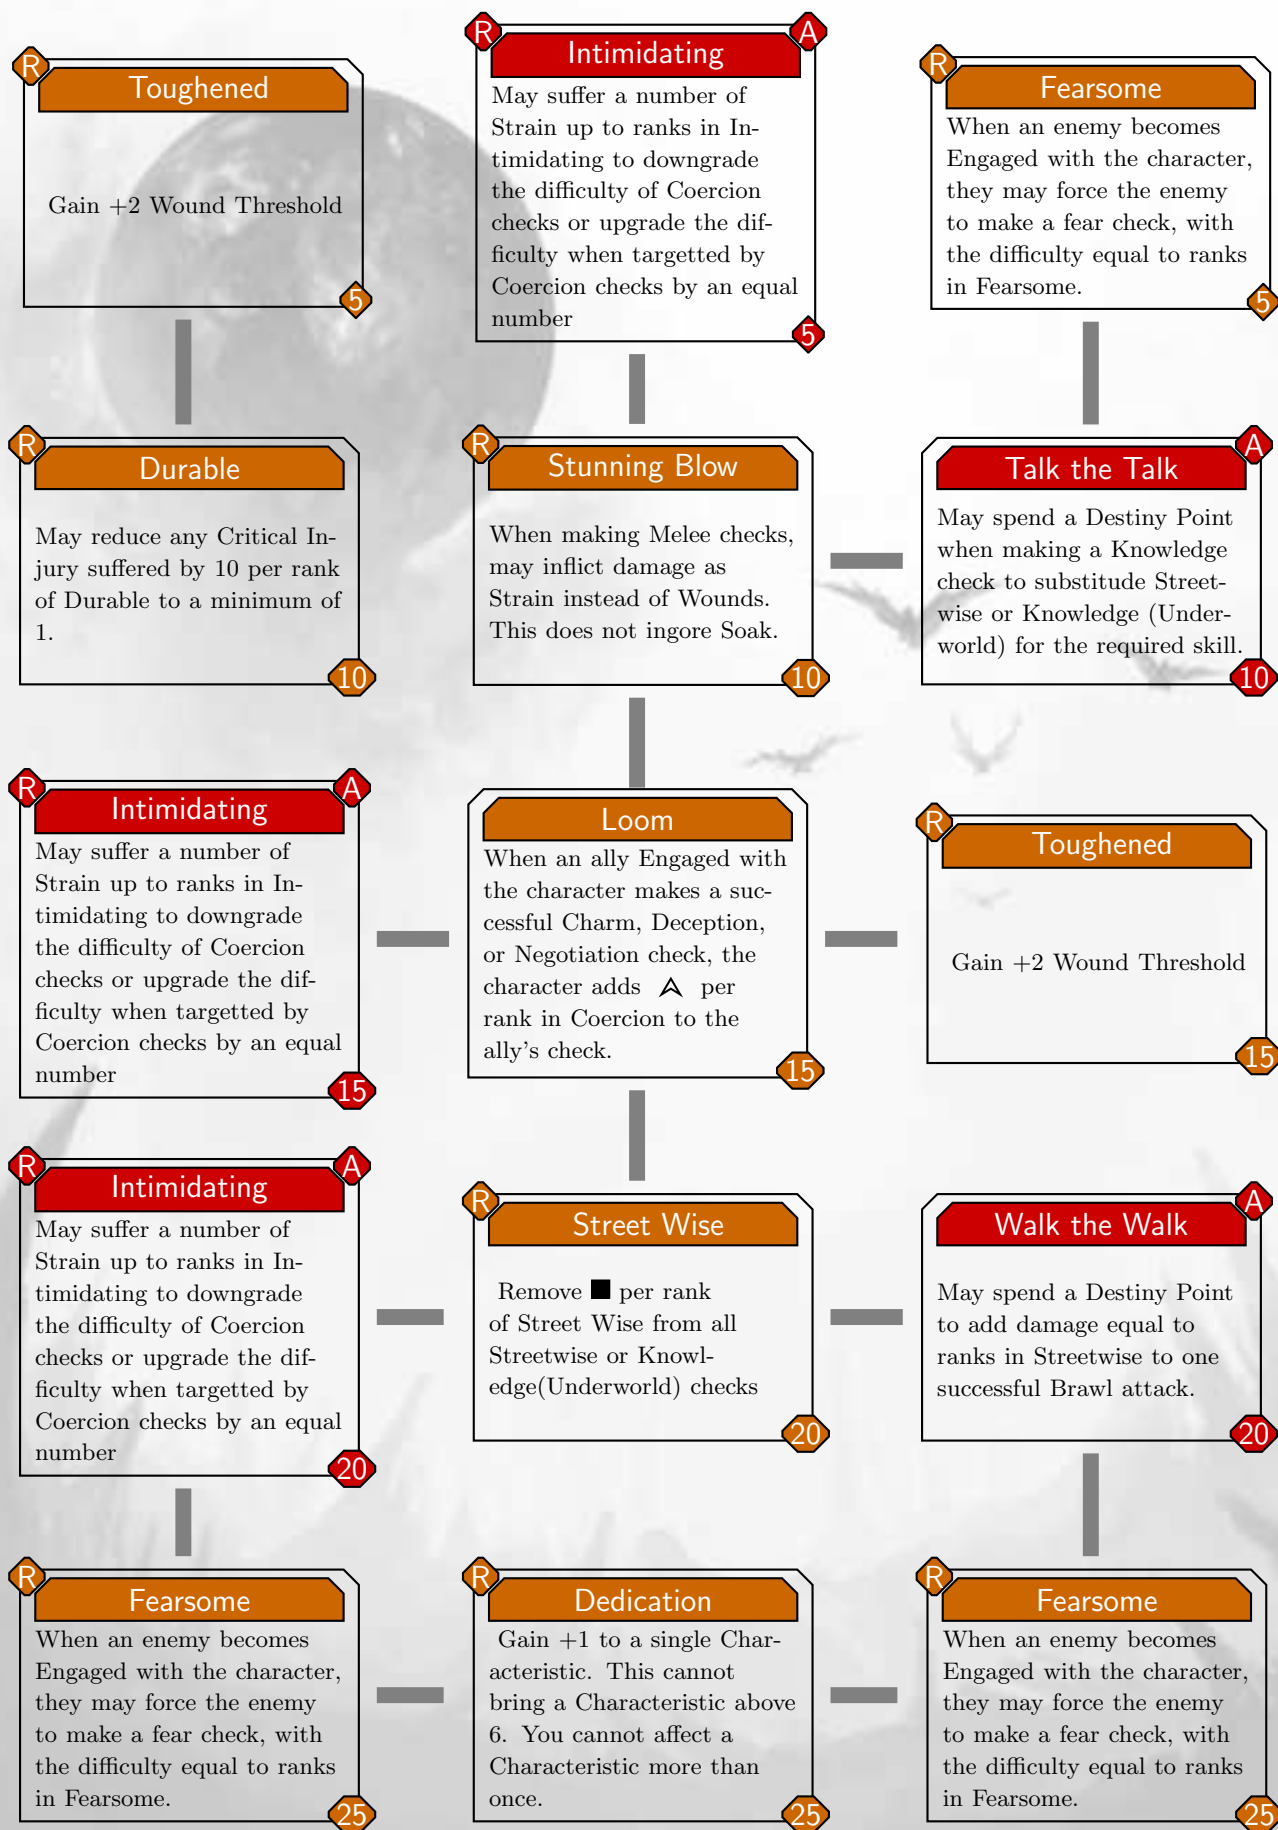 R
Toughened
Gain +2 Wound Threshold
5
R
A
Intimidating
May suffer a number of
Strain up to ranks in In-
timidating to downgrade
the difficulty of Coercion
checks or upgrade the dif-
ficulty when targetted by
Coercion checks by an equal
number
5
R
Fearsome
When an enemy becomes
Engaged with the character,
they may force the enemy
to make a fear check, with
the difficulty equal to ranks
in Fearsome.
5
R
Durable
May reduce any Critical In-
jury suffered by 10 per rank
of Durable to a minimum of
1.
10
R
Stunning Blow
When making Melee checks,
may inflict damage as
Strain instead of Wounds.
This does not ingore Soak.
10
A
Talk the Talk
May spend a Destiny Point
when making a Knowledge
check to substitude Street-
wise or Knowledge (Under-
world) for the required skill.
10
R
A
Intimidating
May suffer a number of
Strain up to ranks in In-
timidating to downgrade
the difficulty of Coercion
checks or upgrade the dif-
ficulty when targetted by
Coercion checks by an equal
number
15
Loom
When an ally Engaged with
the character makes a suc-
cessful Charm, Deception,
or Negotiation check, the
character adds per
rank in Coercion to the
ally's check.
15
R
Toughened
Gain +2 Wound Threshold
15
R
A
Intimidating
May suffer a number of
Strain up to ranks in In-
timidating to downgrade
the difficulty of Coercion
checks or upgrade the dif-
ficulty when targetted by
Coercion checks by an equal
number
20
R
Street Wise
Remove ■ per rank
of Street Wise from all
Streetwise or Knowl-
edge(Underworld) checks
20
A
Walk the Walk
May spend a Destiny Point
to add damage equal to
ranks in Streetwise to one
successful Brawl attack.
20
R
Fearsome
When an enemy becomes
Engaged with the character,
they may force the enemy
to make a fear check, with
the difficulty equal to ranks
in Fearsome.
25
R
Dedication
Gain +1 to a single Char-
acteristic. This cannot
bring a Characteristic above
6. You cannot affect a
Characteristic more than
once.
25
R
Fearsome
When an enemy becomes
Engaged with the character,
they may force the enemy
to make a fear check, with
the difficulty equal to ranks
in Fearsome.
25